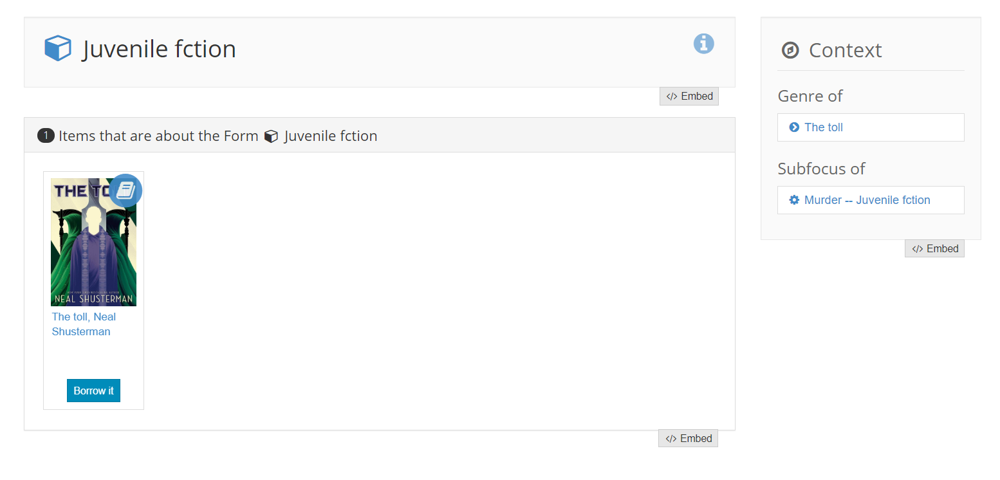 Juvenile fction
</> Embed
1 Items that are about the Form Juvenile fction
THE TO
NEAL SHUSTERMAN
The toll, Neal
Shusterman
Borrow it
</> Embed
Context
Genre of
The toll
Subfocus of
Murder -- Juvenile fction
</> Embed